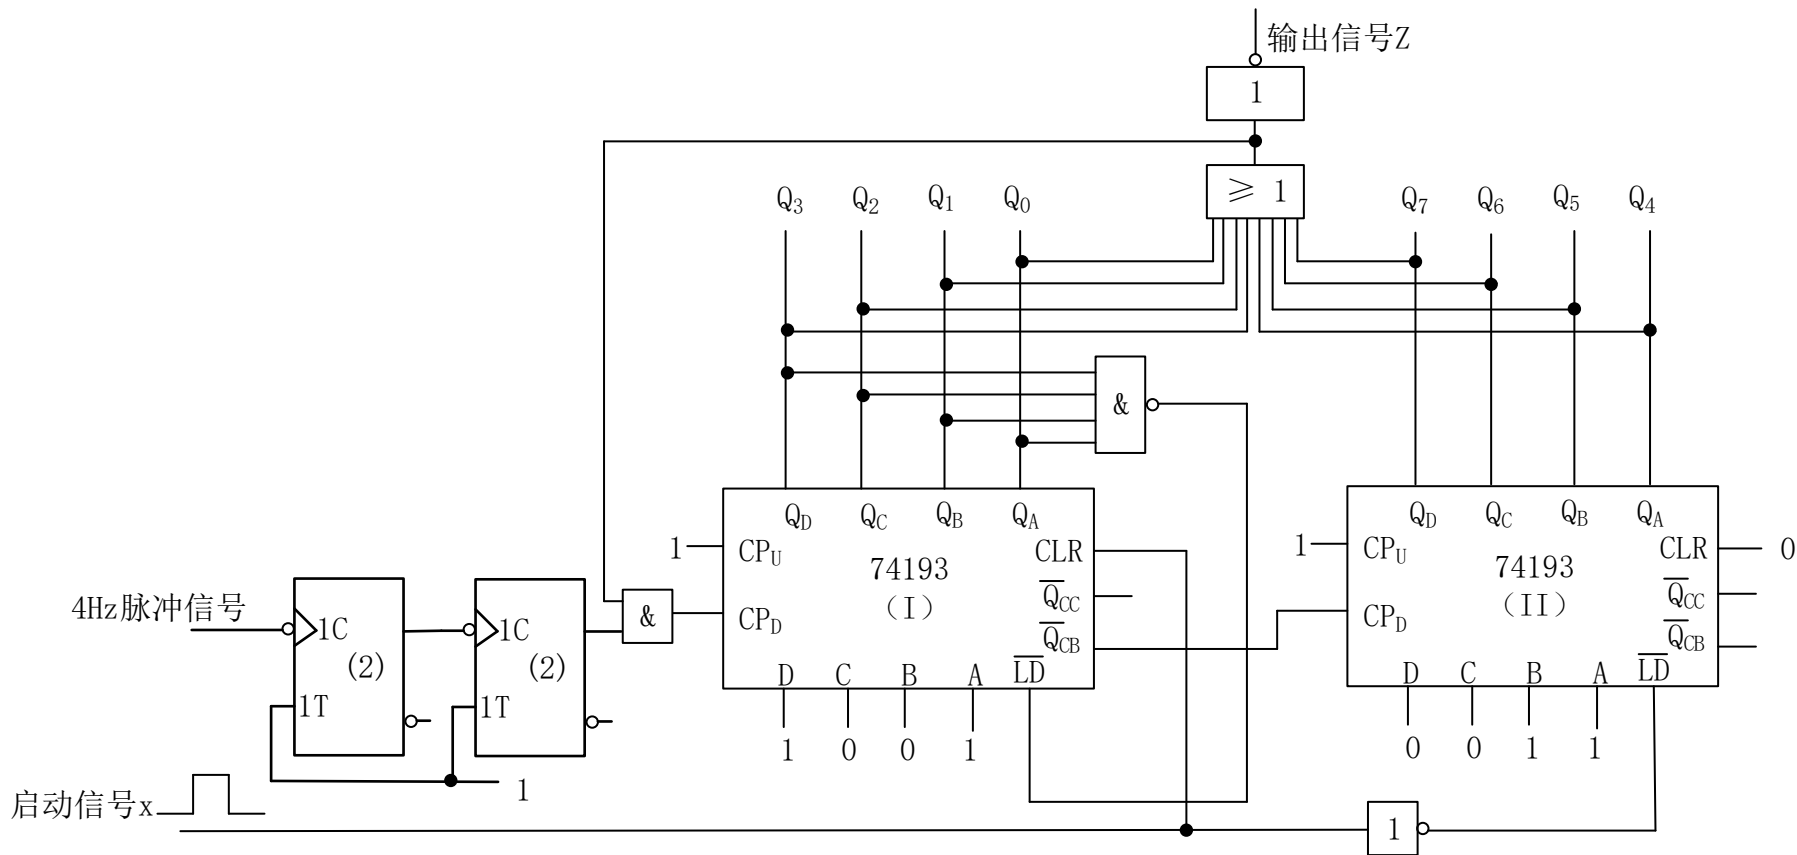 输出信号Z
1
≥ 1
Q3 Q2 Q1 Q0 Q7 Q6 Q5 Q4
&
QD QC QB QA QD QC QB QA
1 CPU 74193 CLR 1 CPU 74193 CLR 0
4Hz脉冲信号 1C 1C & CPD (I) QCC CPD (II) QCC
(2) (2) QCB QCB
1T 1T D C B A LD D C B A LD
1 0 0 1 0 0 1 1
1
启动信号x
1